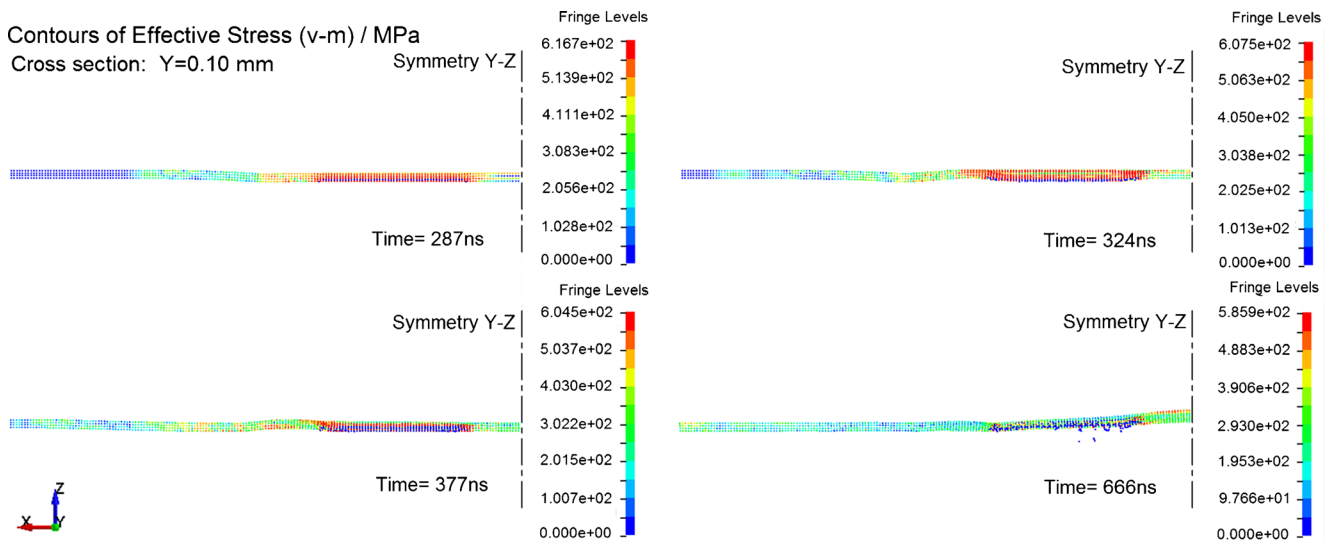 Contours of Effective Stress (v-m) / MPa
Cross section: Y=0.10 mm
Symmetry Y-Z
Fringe Levels
6.167e+02
5.139e+02
4.111e+02
3.083e+02
2.056e+02
1.028e+02
0.000e+00
Time= 287ns
Symmetry Y-Z
Fringe Levels
6.075e+02
5.063e+02
4.050e+02
3.038e+02
2.025e+02
1.013e+02
0.000e+00
Time= 324ns
Symmetry Y-Z
Fringe Levels
6.045e+02
5.037e+02
4.030e+02
3.022e+02
2.015e+02
1.007e+02
0.000e+00
Time= 377ns
Z
X
Y
Symmetry Y-Z
Fringe Levels
5.859e+02
4.883e+02
3.906e+02
2.930e+02
1.953e+02
9.766e+01
0.000e+00
Time= 666ns